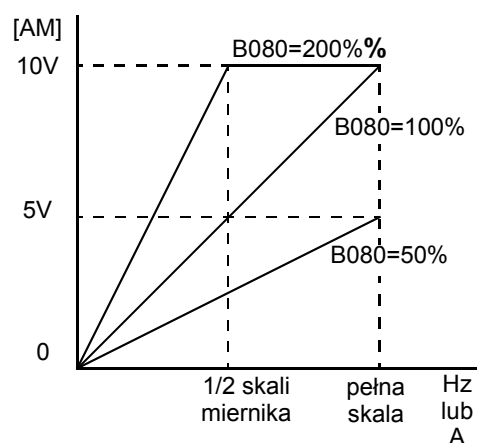 [AM]
10V
B080=200%%
B080=100%
5V
B080=50%
0
1/2 skali
miernika
pełna
skala
Hz
lub
A